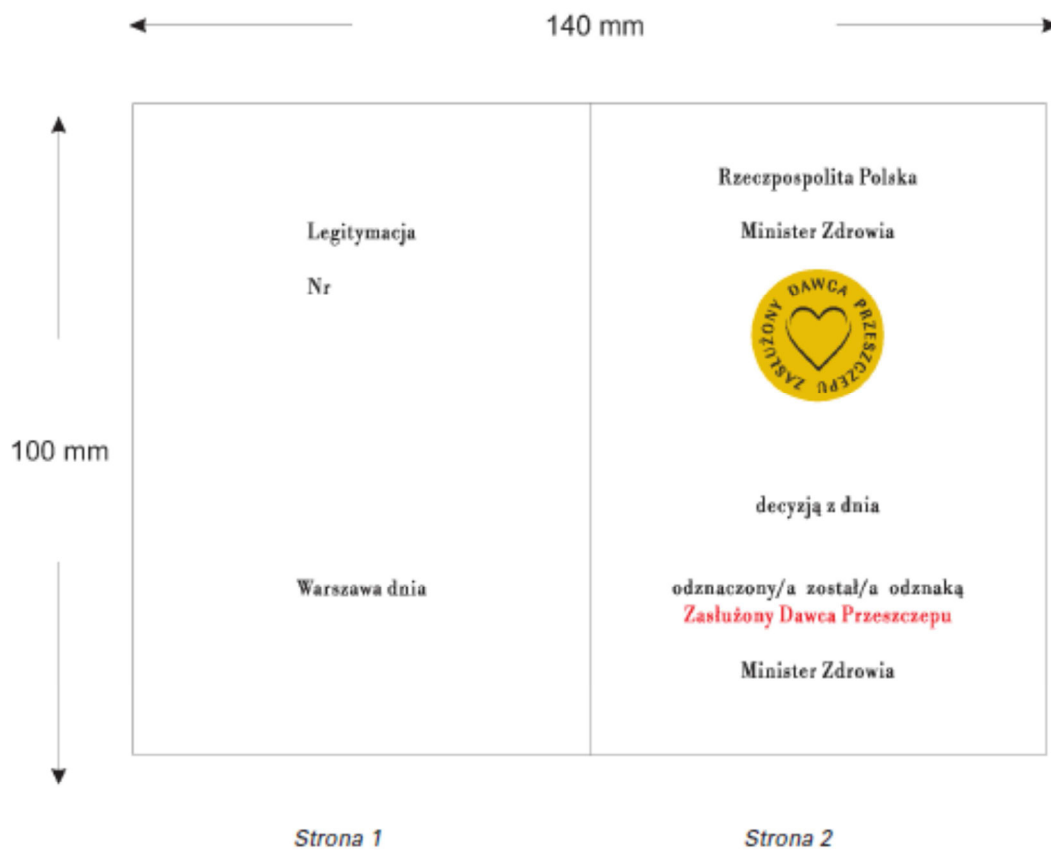 140 mm
100 mm
Legitymacja
Nr
Warszawa dnia
Rzeczpospolita Polska
Minister Zdrowia
ZASŁUŻONY DAWCA PRZESZCZEPU
decyzją z dnia
odznaczony/a został/a odznaką
Zasłużony Dawca Przeszczepu
Minister Zdrowia
Strona 1
Strona 2